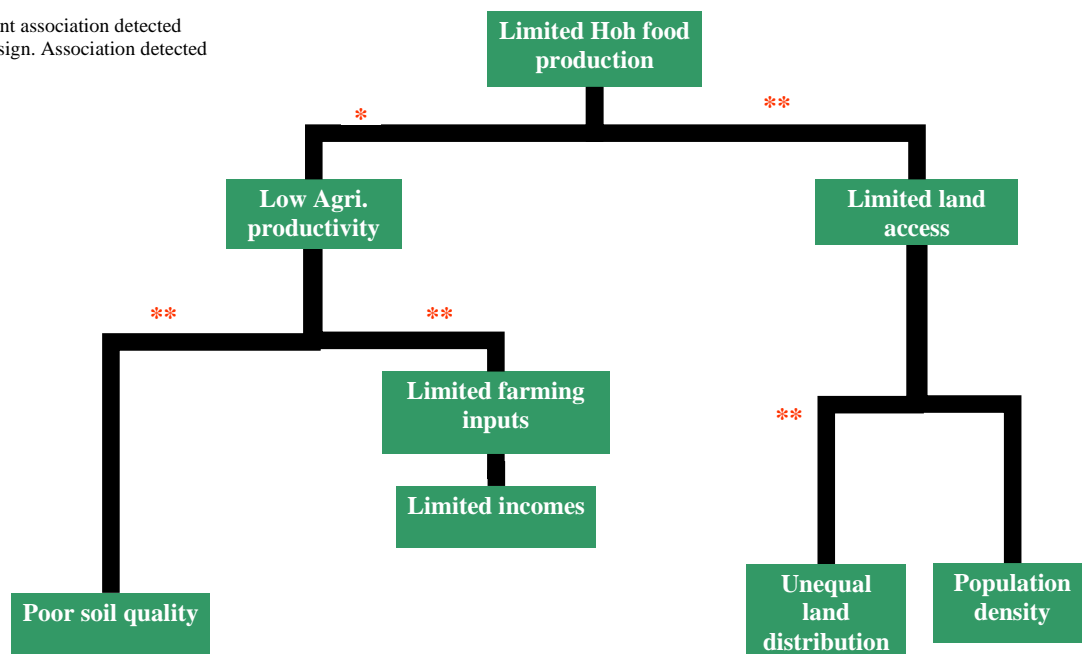 nt association detected
sign. Association detected
Limited Hoh food
production
*
**
Low Agri.
productivity
Limited land
access
**
**
Limited farming
inputs
**
Limited incomes
Poor soil quality
Unequal
land
distribution
Population
density